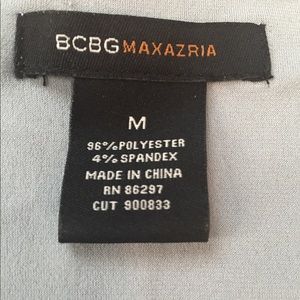 BCBGMAXAZRIA
M
96%POLYESTER
4%SPANDEX
MADE IN CHINA
RN 86297
CUT 900833